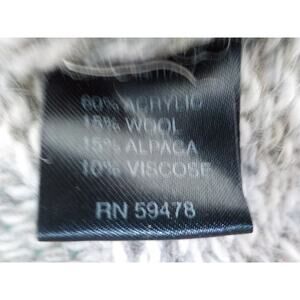 60% ACRYLIC
15% WOOL
15% ALPACA
10% VISCOSE
RN 59478